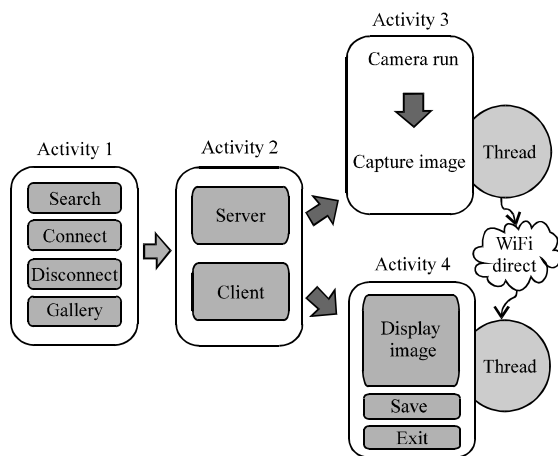 Activity 1
Search
Connect
Disconnect
Gallery
Activity 2
Server
Client
Activity 3
Camera run
Capture image
Thread
WiFi
direct
Activity 4
Display
image
Save
Exit
Thread